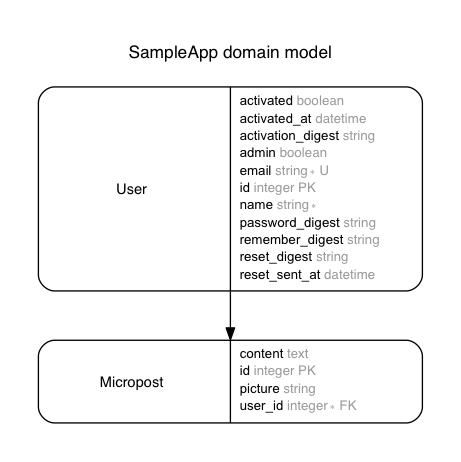 SampleApp domain model
User
activated boolean
activated_at datetime
activation_digest string
admin boolean
email string * U
id integer PK
name string *
password_digest string
remember_digest string
reset_digest string
reset_sent_at datetime
Micropost
content text
id integer PK
picture string
user_id integer * FK